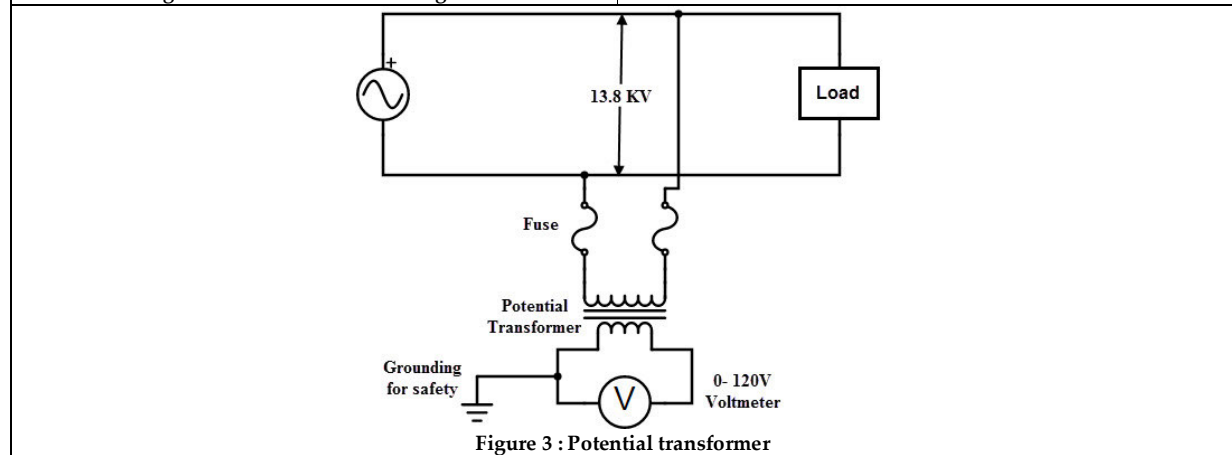 13.8 KV
Load
Fuse
Potential
Transformer
Grounding
for safety
+
V
0- 120V
Voltmeter
Figure 3 : Potential transformer